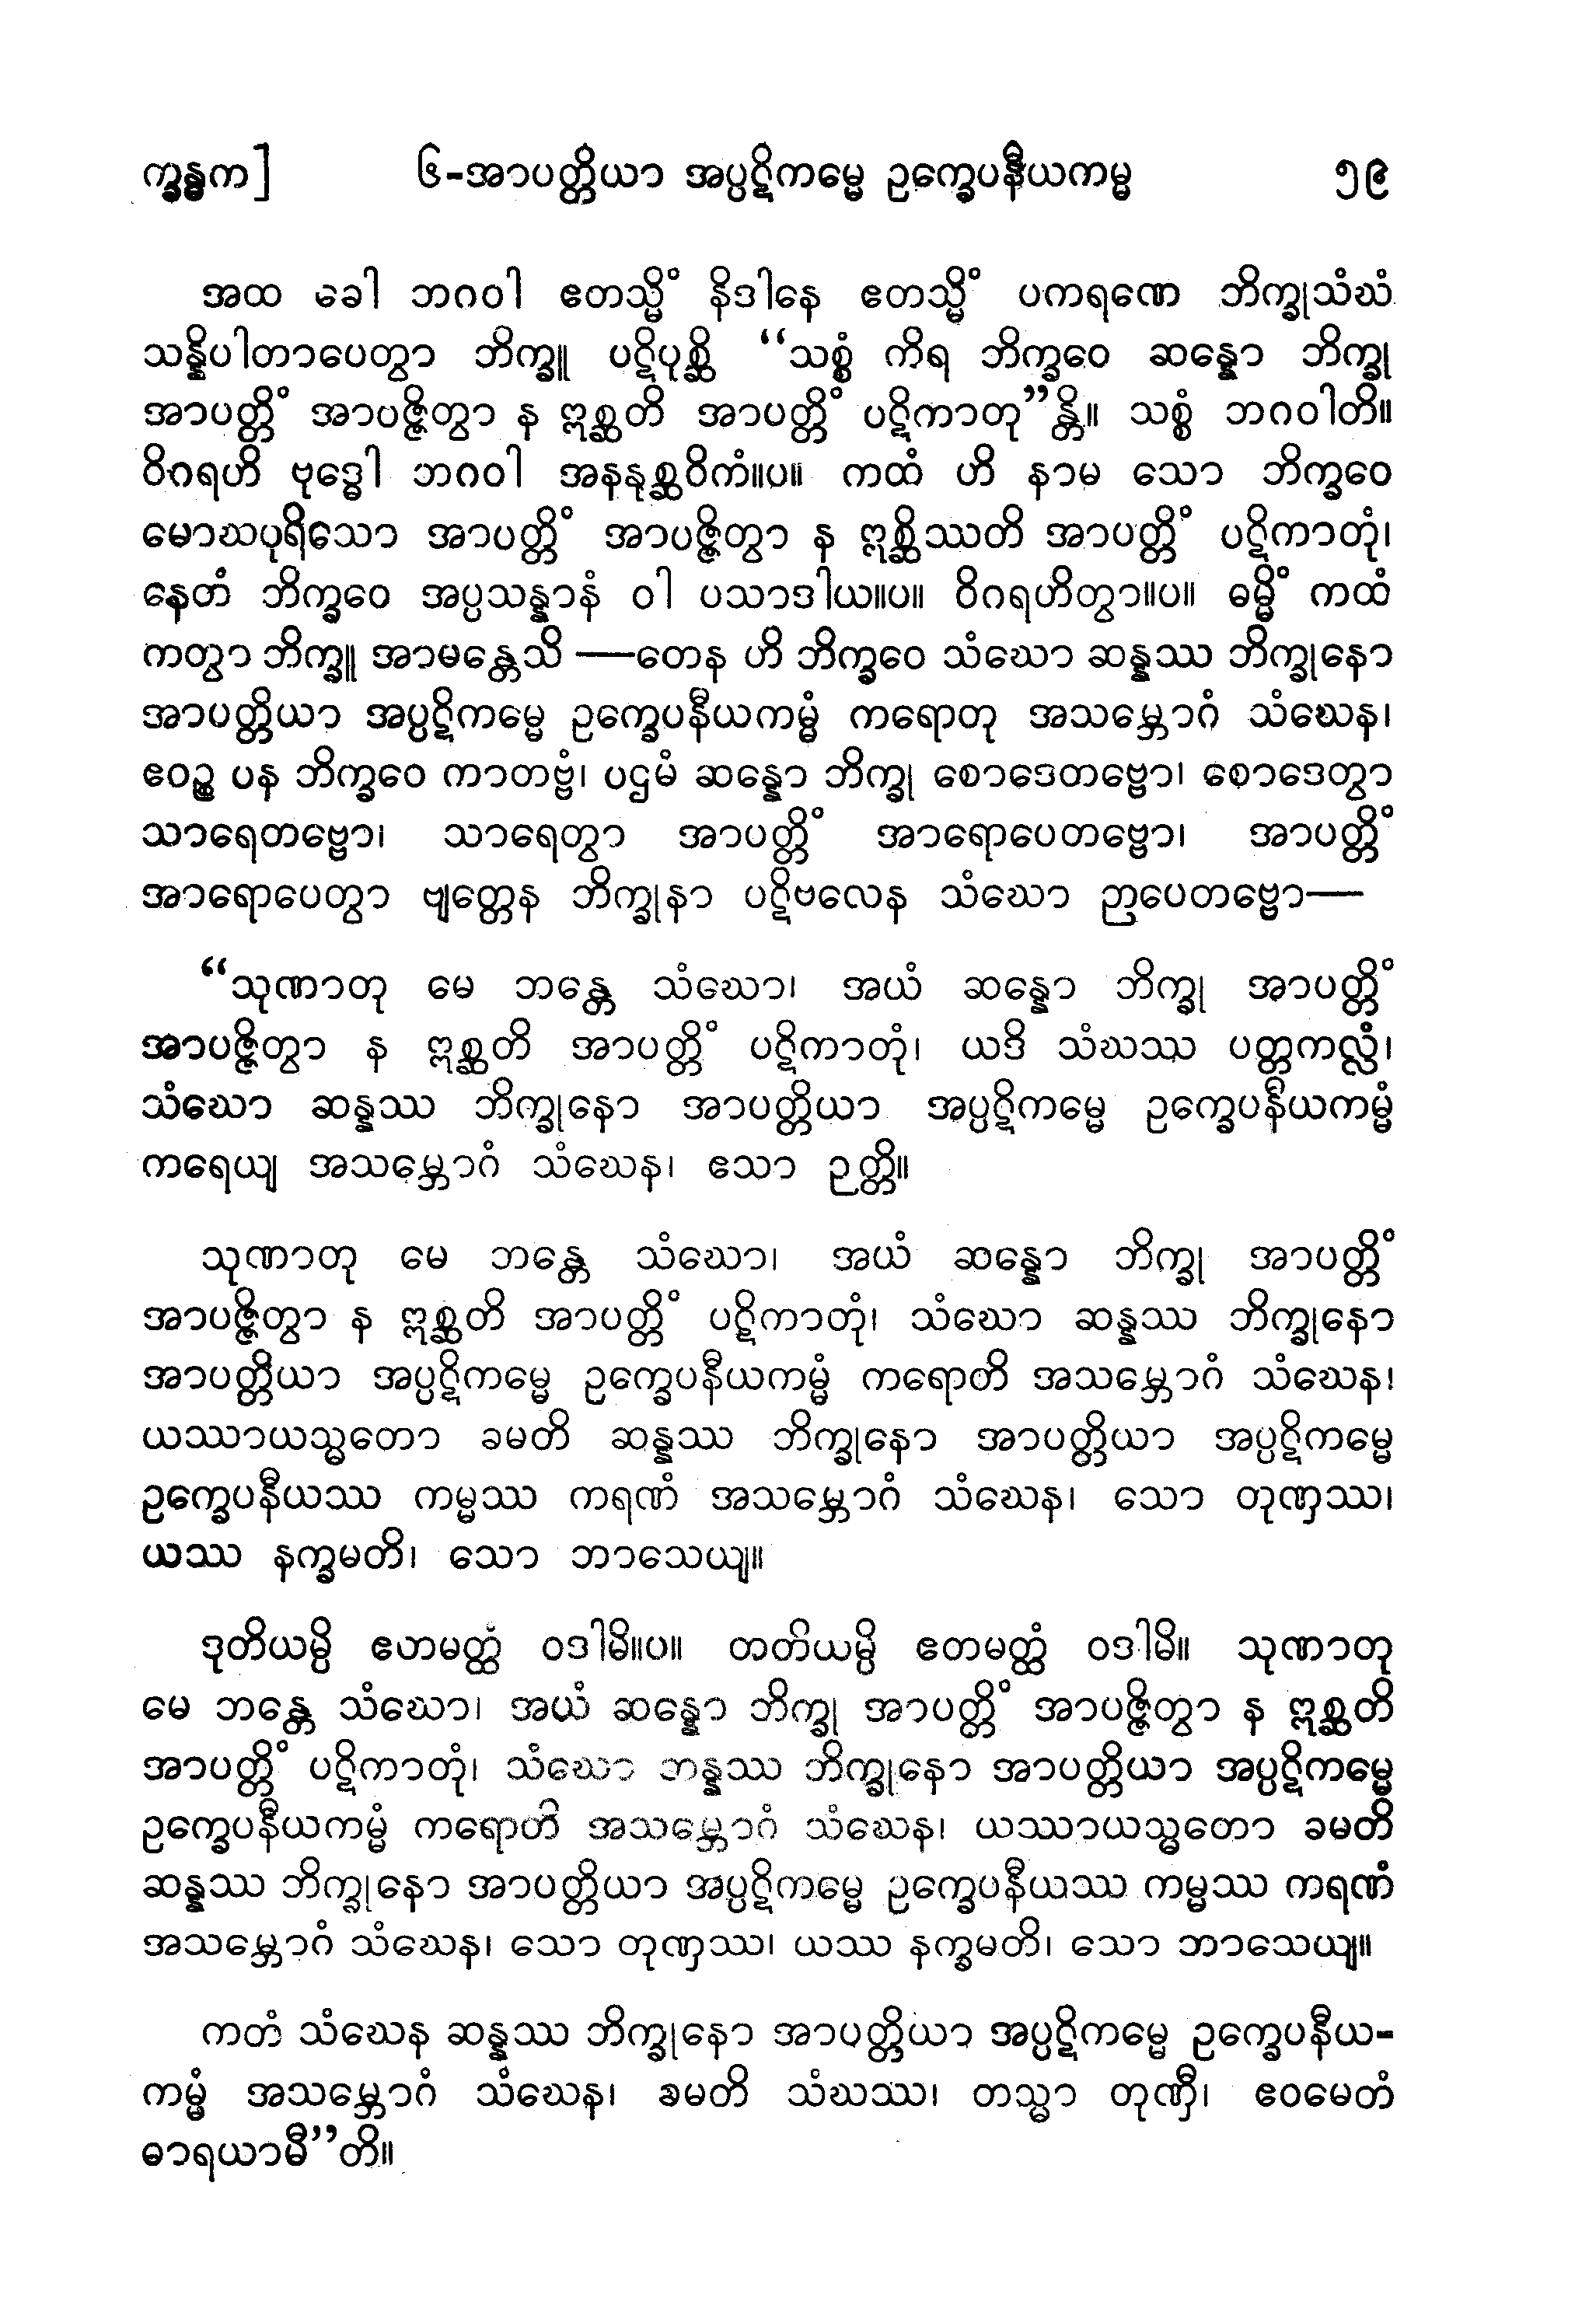 က္ခန္ဓက] ၆-အာပတ္တိယာ အပ္ပဋိကမ္မေ ဥက္ခေပနီယကမ္မ ၅၉
အထ ခေါ ဘဂဝါ ဧတသ္မိံ နိဒါနေ ဧတသ္မိံ ပကရဏေ ဘိက္ခုသံဃံ
သန္နိပါတာပေတွာ ဘိက္ခူ ပဋိပုစ္ဆိ “သစ္စံ ကိရ ဘိက္ခဝေ ဆန္နော ဘိက္ခု
အာပတ္တိံ အာပဇ္ဇိတွာ န ဣစ္ဆတိ အာပတ္တိံ ပဋိကာတု”န္တိ။ သစ္စံ ဘဂဝါတိ။
ဝိဂရဟိ ဗုဒ္ဓေါ ဘဂဝါ အနနုစ္ဆဝိကံ။ပ။ ကထံ ဟိ နာမ သော ဘိက္ခဝေ
မောဃပုရိသော အာပတ္တိံ အာပဇ္ဇိတွာ န ဣစ္ဆိဿတိ အာပတ္တိံ ပဋိကာတုံ၊
နေတံ ဘိက္ခဝေ အပ္ပသန္နာနံ ဝါ ပသာဒါယ။ပ။ ဝိဂရဟိတွာ။ပ။ ဓမ္မိံ ကထံ
ကတွာ ဘိက္ခူ အာမန္တေသိ —တေန ဟိ ဘိက္ခဝေ သံဃော ဆန္နဿ ဘိက္ခုနော
အာပတ္တိယာ အပ္ပဋိကမ္မေ ဥက္ခေပနီယကမ္မံ ကရောတု အသမ္ဘောဂံ သံဃေန၊
ဧဝဉ္စ ပန ဘိက္ခဝေ ကာတဗ္ဗံ၊ ပဌမံ ဆန္နော ဘိက္ခု စောဒေတဗ္ဗော၊ စောဒေတွာ
သာရေတဗ္ဗော၊ သာရေတွာ အာပတ္တိံ အာရောပေတဗ္ဗော၊ အာပတ္တိံ
အာရောပေတွာ ဗျတ္တေန ဘိက္ခုနာ ပဋိဗလေန သံဃော ဉာပေတဗ္ဗော—
“သုဏာတု မေ ဘန္တေ သံဃော၊ အယံ ဆန္နော ဘိက္ခု အာပတ္တိံ
အာပဇ္ဇိတွာ န ဣစ္ဆတိ အာပတ္တိံ ပဋိကာတုံ၊ ယဒိ သံဃဿ ပတ္တကလ္လံ၊
သံဃော ဆန္နဿ ဘိက္ခုနော အာပတ္တိယာ အပ္ပဋိကမ္မေ ဥက္ခေပနီယကမ္မံ
ကရေယျ အသမ္ဘောဂံ သံဃေန၊ ဧသာ ဉတ္တိ။
သုဏာတု မေ ဘန္တေ သံဃော၊ အယံ ဆန္နော ဘိက္ခု အာပတ္တိံ
အာပဇ္ဇိတွာ န ဣစ္ဆတိ အာပတ္တိံ ပဋိကာတုံ၊ သံဃော ဆန္နဿ ဘိက္ခုနော
အာပတ္တိယာ အပ္ပဋိကမ္မေ ဥက္ခေပနီယကမ္မံ ကရောတိ အသမ္ဘောဂံ သံဃေန၊
ယဿာယသ္မတော ခမတိ ဆန္နဿ ဘိက္ခုနော အာပတ္တိယာ အပ္ပဋိကမ္မေ
ဥက္ခေပနီယဿ ကမ္မဿ ကရဏံ အသမ္ဘောဂံ သံဃေန၊ သော တုဏှဿ၊
ယဿ နက္ခမတိ၊ သော ဘာသေယျ။
ဒုတိယမ္ပိ ဧတမတ္ထံ ဝဒါမိ။ပ။ တတိယမ္ပိ ဧတမတ္ထံ ဝဒါမိ။ သုဏာတု
မေ ဘန္တေ သံဃော၊ အယံ ဆန္နော ဘိက္ခု အာပတ္တိံ အာပဇ္ဇိတွာ န ဣစ္ဆတိ
အာပတ္တိံ ပဋိကာတုံ၊ သံဃော ဆန္နဿ ဘိက္ခုနော အာပတ္တိယာ အပ္ပဋိကမ္မေ
ဥက္ခေပနီယကမ္မံ ကရောတိ အသမ္ဘောဂံ သံဃေန၊ ယဿာယသ္မတော ခမတိ
ဆန္နဿ ဘိက္ခုနော အာပတ္တိယာ အပ္ပဋိကမ္မေ ဥက္ခေပနီယဿ ကမ္မဿ ကရဏံ
အသမ္ဘောဂံ သံဃေန၊ သော တုဏှဿ၊ ယဿ နက္ခမတိ၊ သော ဘာသေယျ။
ကတံ သံဃေန ဆန္နဿ ဘိက္ခုနော အာပတ္တိယာ အပ္ပဋိကမ္မေ ဥက္ခေပနီယ-
ကမ္မံ အသမ္ဘောဂံ သံဃေန၊ ခမတိ သံဃဿ၊ တသ္မာ တုဏှီ၊ ဧဝမေတံ
ဓာရယာမီ”တိ။